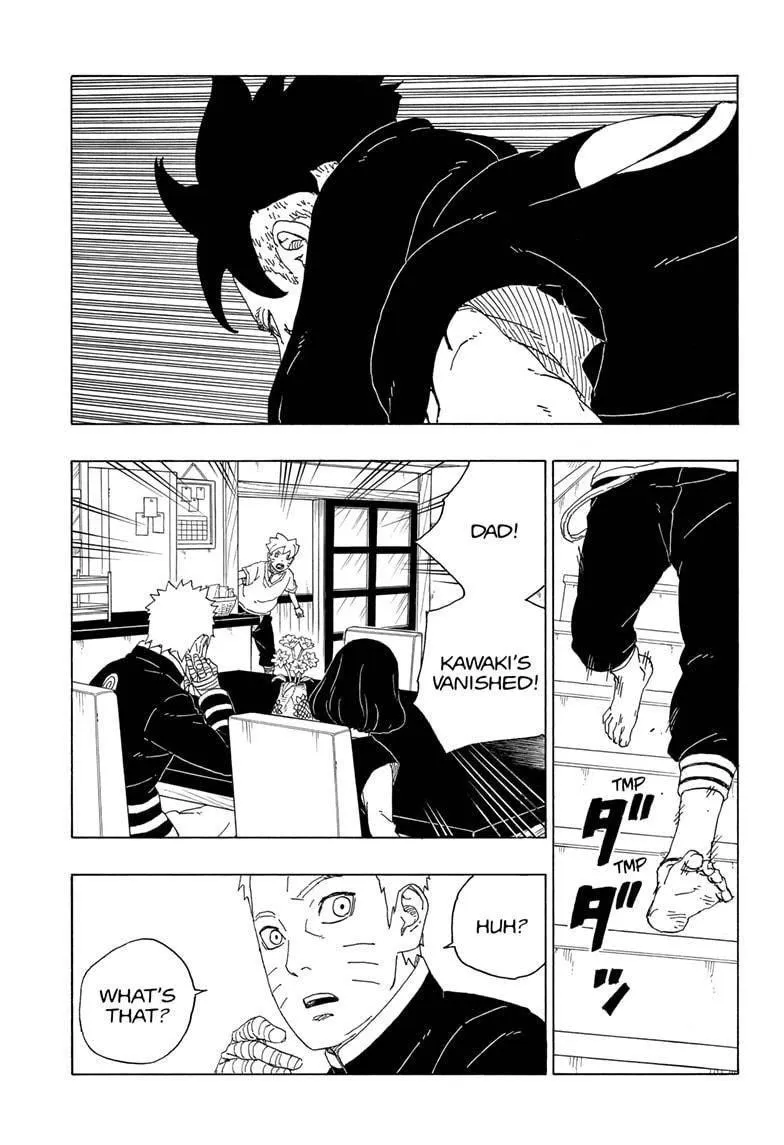 TMP
ダ
TMP
ダ
ッ
DAD!
KAWAKI'S
VANISHED!
HUH?
WHAT'S
THAT?